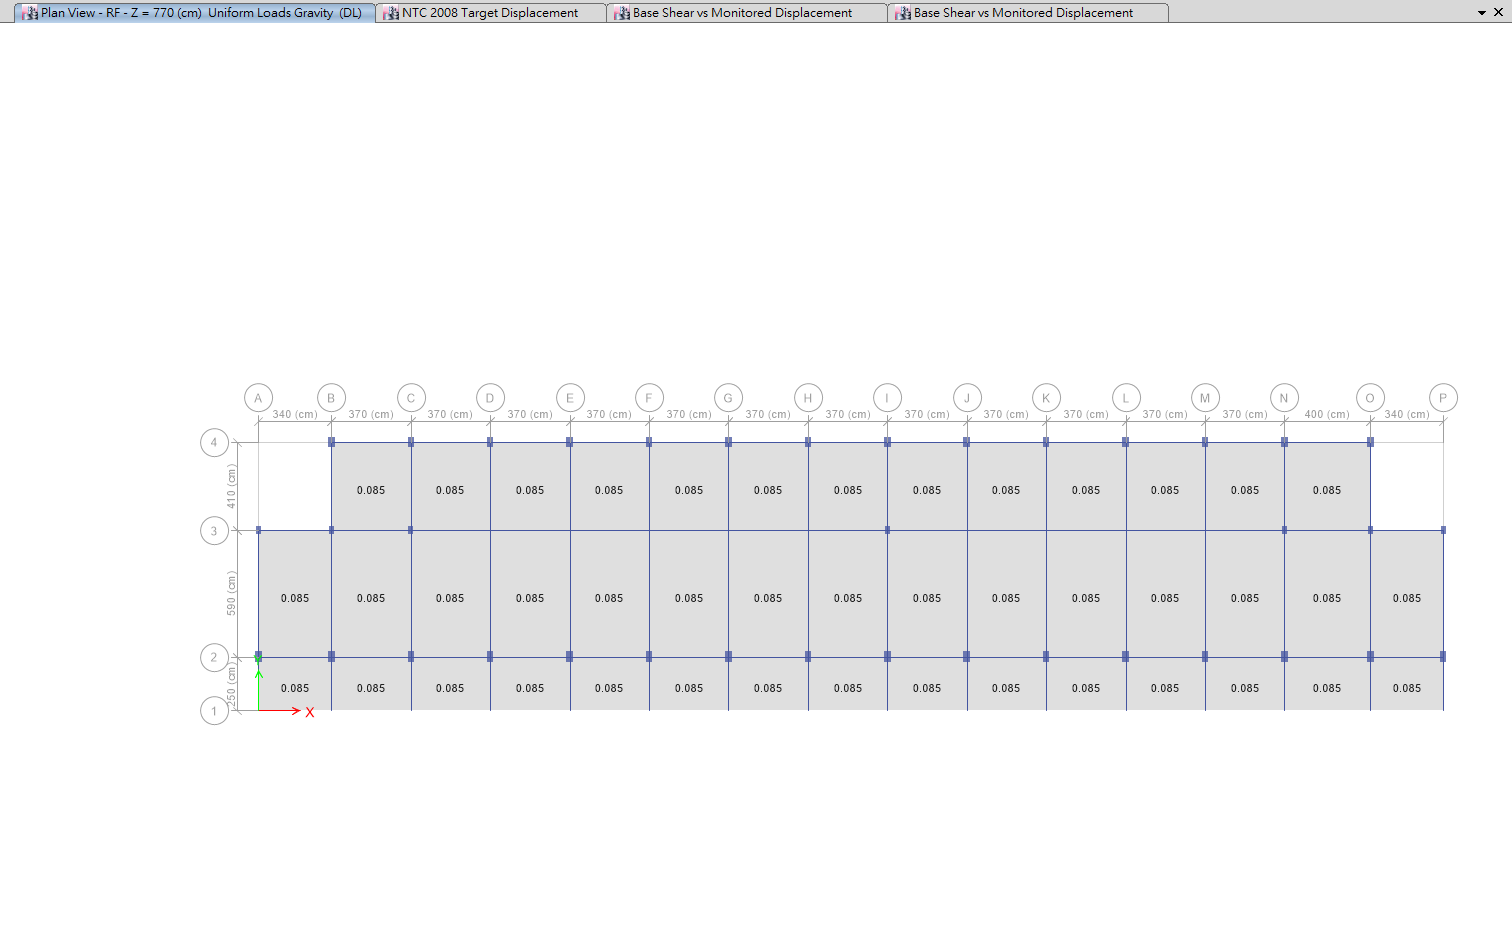 Plan View - RF - Z = 770 (cm)  Uniform Loads Gravity  (DL)
NTC 2008 Target Displacement
Base Shear vs Monitored Displacement
Base Shear vs Monitored Displacement
A B C D E F G H I J K L M N O P
340 (cm) 370 (cm) 370 (cm) 370 (cm) 370 (cm) 370 (cm) 370 (cm) 370 (cm) 370 (cm) 370 (cm) 370 (cm) 370 (cm) 370 (cm) 400 (cm) 340 (cm)
4
410 (cm)
0.085 0.085 0.085 0.085 0.085 0.085 0.085 0.085 0.085 0.085 0.085 0.085 0.085
3
590 (cm)
0.085 0.085 0.085 0.085 0.085 0.085 0.085 0.085 0.085 0.085 0.085 0.085 0.085 0.085 0.085
2
250 (cm)
0.085 0.085 0.085 0.085 0.085 0.085 0.085 0.085 0.085 0.085 0.085 0.085 0.085 0.085 0.085
1
X